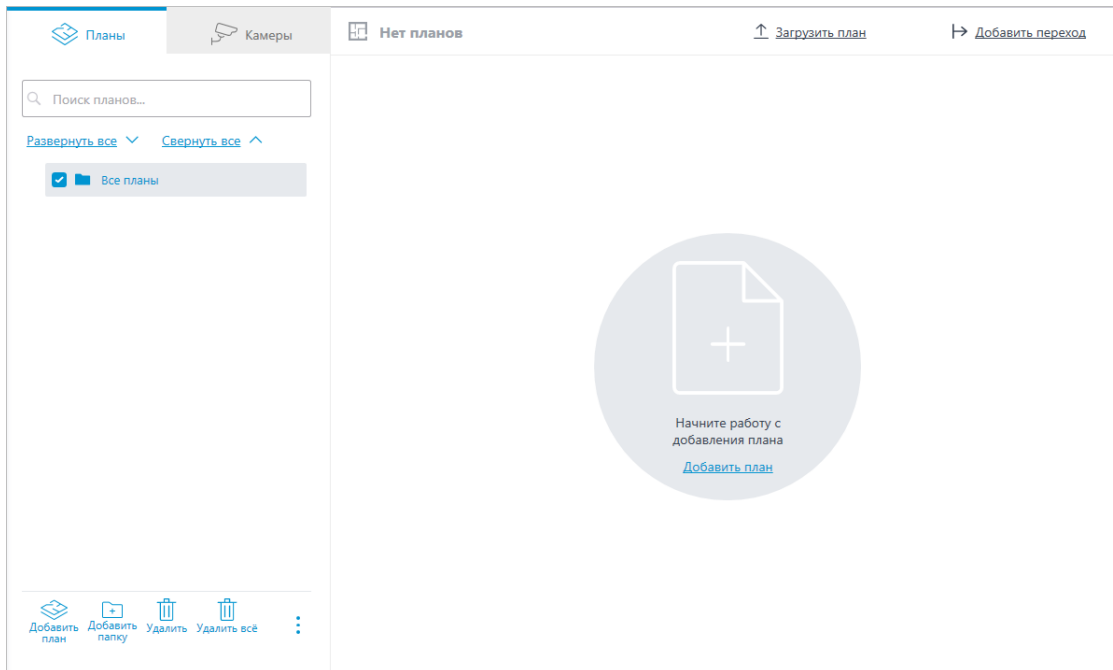 Планы
Камеры
Нет планов
Загрузить план
Добавить переход
Поиск планов...
Развернуть все
Свернуть все
Все планы
Начните работу с
добавления плана
Добавить план
Добавить
план
Добавить
папку
Удалить
Удалить всё